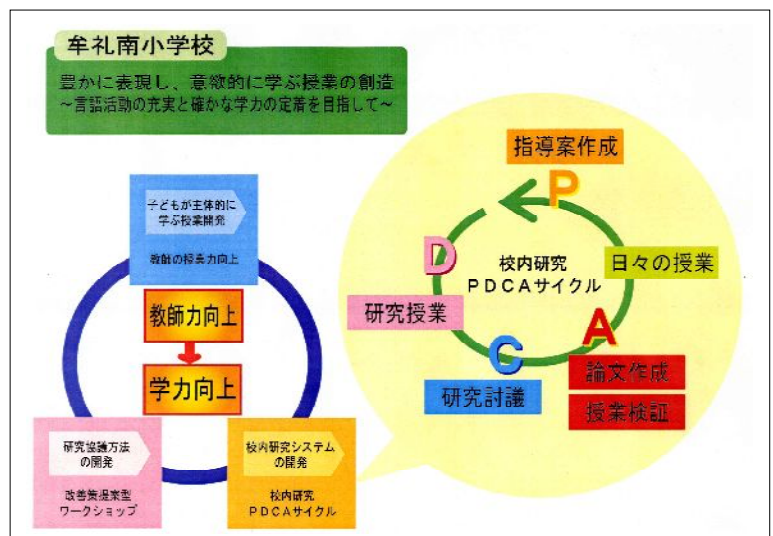 牟礼南小学校
豊かに表現し、意欲的に学ぶ授業の創造
～言語活動の充実と確かな学力の定着を目指して～
子どもが主体的に
学ぶ授業開発
教師の授業力向上
教師力向上
学力向上
研究協議方法
の開発
改善策提案型
ワークショップ
校内研究システム
の開発
校内研究
PDCAサイクル
指導案作成
P
日々の授業
校内研究
PDCAサイクル
D
研究授業
A
論文作成
授業検証
C
研究討議